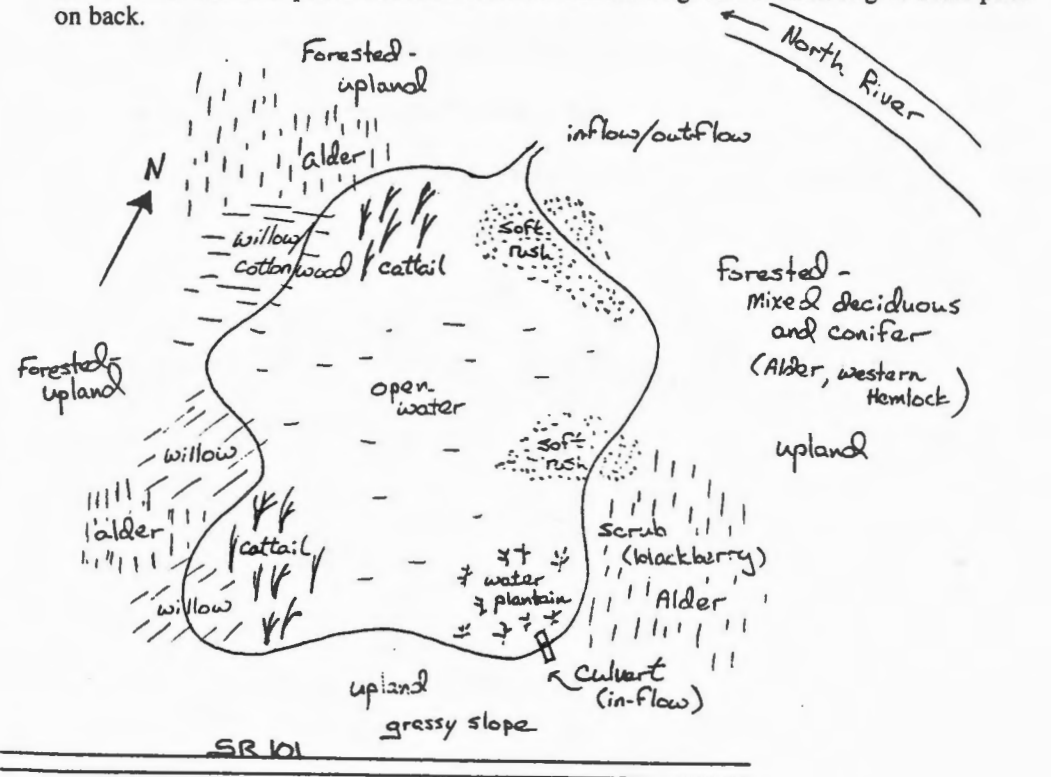 on back.
North River
Forested-
upland
inflow/outflow
alder
N
willow
cottonwood
cattail
soft
rush
Forested-
Mixed deciduous
and conifer
(Alder, western
Hemlock)
upland
Forested-
upland
open
water
willow
soft
rush
alder
cattail
scrub
(blackberry)
Alder
water
plantain
willow
culvert
(in-flow)
upland
grassy slope
SR 101